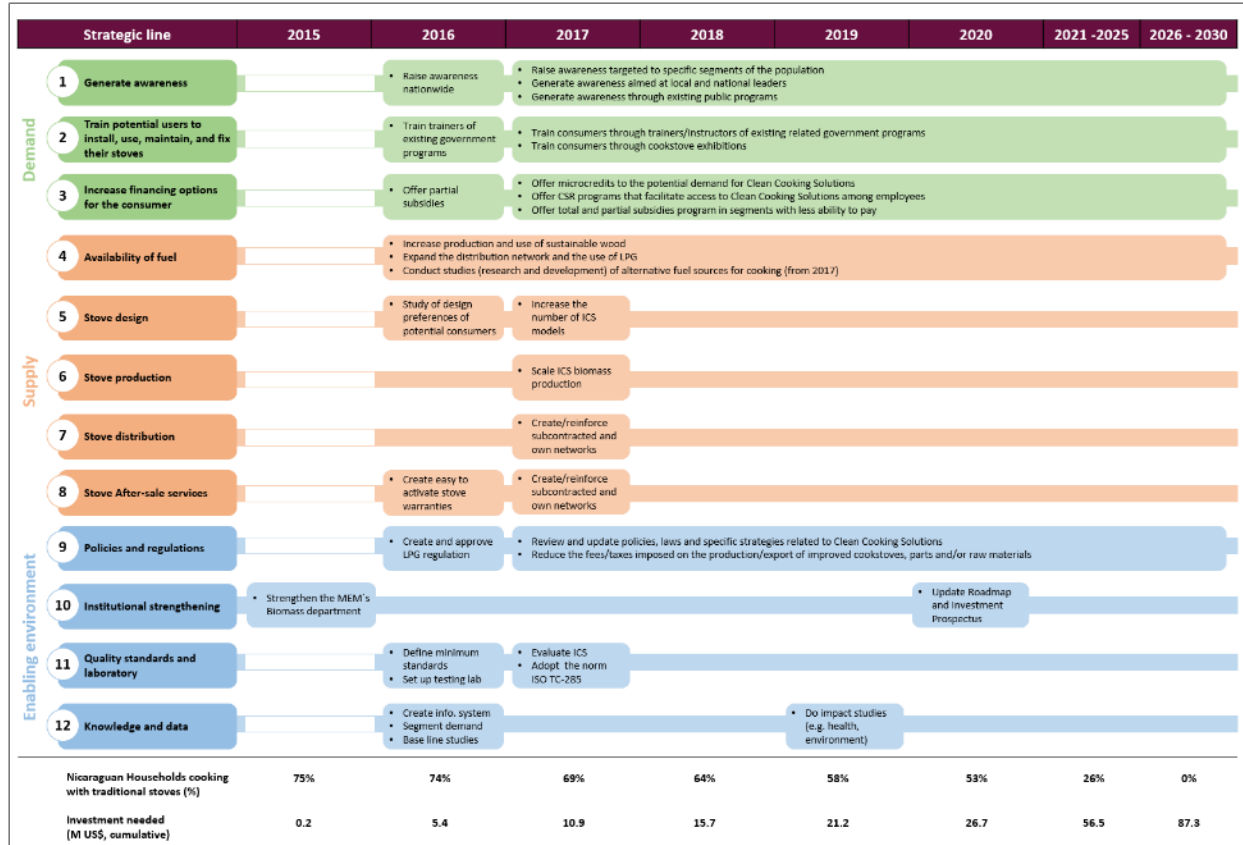 Strategic line 2015 2016 2017 2018 2019 2020 2021 -2025 2026 - 2030
Demand
1 Generate awareness
• Raise awareness
nationwide
• Raise awareness targeted to specific segments of the population
• Generate awareness aimed at local and national leaders
• Generate awareness through existing public programs
2 Train potential users to
install, use, maintain, and fix
their stoves
• Train trainers of
existing government
programs
• Train consumers through trainers/instructors of existing related government programs
• Train consumers through cookstove exhibitions
3 Increase financing options
for the consumer
• Offer partial
subsidies
• Offer microcredits to the potential demand for Clean Cooking Solutions
• Offer CSR programs that facilitate access to Clean Cooking Solutions among employees
• Offer total and partial subsidies program in segments with less ability to pay
Supply
4 Availability of fuel
• Increase production and use of sustainable wood
• Expand the distribution network and the use of LPG
• Conduct studies (research and development) of alternative fuel sources for cooking (from 2017)
5 Stove design
• Study of design
preferences of
potential consumers
• Increase the
number of ICS
models
6 Stove production
• Scale ICS biomass
production
7 Stove distribution
• Create/reinforce
subcontracted and
own networks
8 Stove After-sale services
• Create easy to
activate stove
warranties
• Create/reinforce
subcontracted and
own networks
Enabling environment
9 Policies and regulations
• Create and approve
LPG regulation
• Review and update policies, laws and specific strategies related to Clean Cooking Solutions
• Reduce the fees/taxes imposed on the production/export of improved cookstoves, parts and/or raw materials
10 Institutional strengthening
• Strengthen the MEM´s
Biomass department
• Update Roadmap
and Investment
Prospectus
11 Quality standards and
laboratory
• Define minimum
standards
• Set up testing lab
• Evaluate ICS
• Adopt the norm
ISO TC-285
12 Knowledge and data
• Create info. system
• Segment demand
• Base line studies
• Do impact studies
(e.g. health,
environment)
Nicaraguan Households cooking
with traditional stoves (%)
75% 74% 69% 64% 58% 53% 26% 0%
Investment needed
(M US$, cumulative)
0.2 5.4 10.9 15.7 21.2 26.7 56.5 87.3